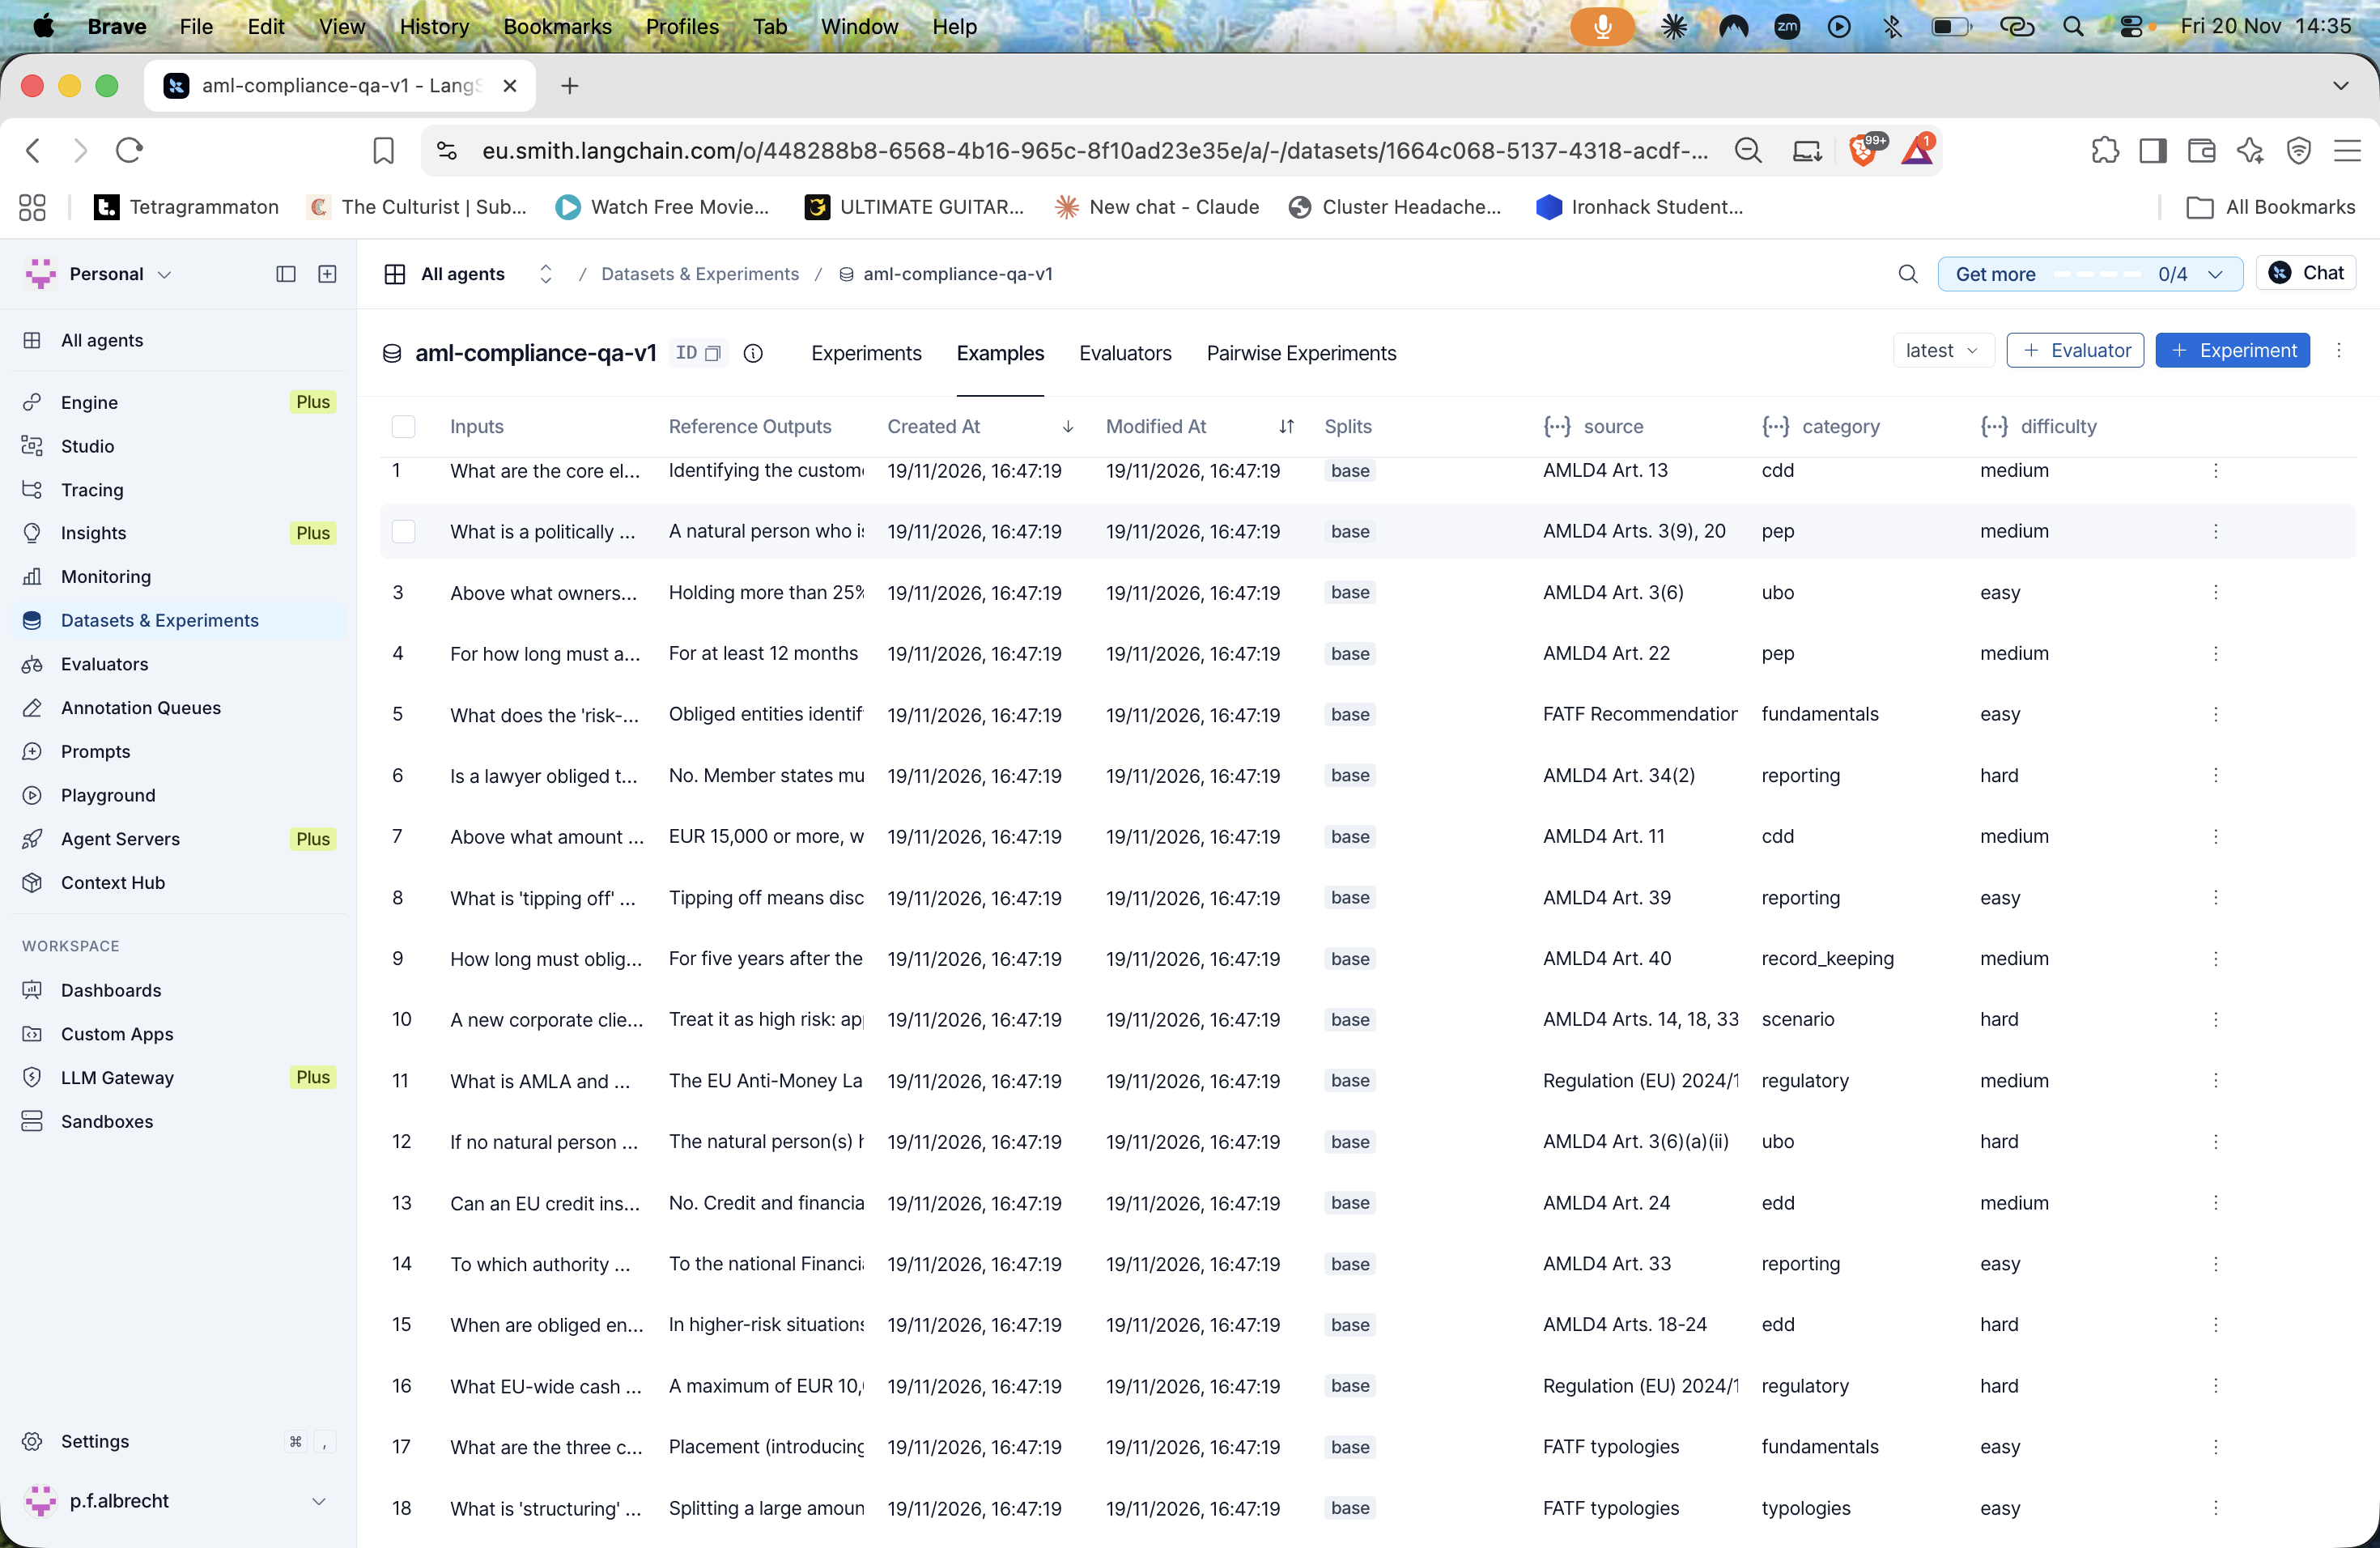 Brave File Edit View History Bookmarks Profiles Tab Window Help zm Fri 20 Nov 14:35
aml-compliance-qa-v1 - LangS
eu.smith.langchain.com/o/448288b8-6568-4b16-965c-8f10ad23e35e/a/-/datasets/1664c068-5137-4318-acdf-... 99+ 1
Tetragrammaton The Culturist | Sub... Watch Free Movie... ULTIMATE GUITAR... New chat - Claude Cluster Headache... Ironhack Student... All Bookmarks
Personal All agents / Datasets & Experiments / aml-compliance-qa-v1 Get more 0/4 Chat
All agents
Engine Plus
Studio
Tracing
Insights Plus
Monitoring
Datasets & Experiments
Evaluators
Annotation Queues
Prompts
Playground
Agent Servers Plus
Context Hub
WORKSPACE
Dashboards
Custom Apps
LLM Gateway Plus
Sandboxes
Settings ⌘ ,
p.f.albrecht
aml-compliance-qa-v1 ID Experiments Examples Evaluators Pairwise Experiments latest + Evaluator + Experiment
Inputs Reference Outputs Created At Modified At Splits source category difficulty
1 What are the core el... Identifying the custome 19/11/2026, 16:47:19 19/11/2026, 16:47:19 base AMLD4 Art. 13 cdd medium
What is a politically ... A natural person who is 19/11/2026, 16:47:19 19/11/2026, 16:47:19 base AMLD4 Arts. 3(9), 20 pep medium
3 Above what owners... Holding more than 25% 19/11/2026, 16:47:19 19/11/2026, 16:47:19 base AMLD4 Art. 3(6) ubo easy
4 For how long must a... For at least 12 months 19/11/2026, 16:47:19 19/11/2026, 16:47:19 base AMLD4 Art. 22 pep medium
5 What does the 'risk-... Obliged entities identif 19/11/2026, 16:47:19 19/11/2026, 16:47:19 base FATF Recommendation fundamentals easy
6 Is a lawyer obliged t... No. Member states mu 19/11/2026, 16:47:19 19/11/2026, 16:47:19 base AMLD4 Art. 34(2) reporting hard
7 Above what amount ... EUR 15,000 or more, w 19/11/2026, 16:47:19 19/11/2026, 16:47:19 base AMLD4 Art. 11 cdd medium
8 What is 'tipping off' ... Tipping off means disc 19/11/2026, 16:47:19 19/11/2026, 16:47:19 base AMLD4 Art. 39 reporting easy
9 How long must oblig... For five years after the 19/11/2026, 16:47:19 19/11/2026, 16:47:19 base AMLD4 Art. 40 record_keeping medium
10 A new corporate clie... Treat it as high risk: ap 19/11/2026, 16:47:19 19/11/2026, 16:47:19 base AMLD4 Arts. 14, 18, 33 scenario hard
11 What is AMLA and ... The EU Anti-Money La 19/11/2026, 16:47:19 19/11/2026, 16:47:19 base Regulation (EU) 2024/1 regulatory medium
12 If no natural person ... The natural person(s) h 19/11/2026, 16:47:19 19/11/2026, 16:47:19 base AMLD4 Art. 3(6)(a)(ii) ubo hard
13 Can an EU credit ins... No. Credit and financia 19/11/2026, 16:47:19 19/11/2026, 16:47:19 base AMLD4 Art. 24 edd medium
14 To which authority ... To the national Financia 19/11/2026, 16:47:19 19/11/2026, 16:47:19 base AMLD4 Art. 33 reporting easy
15 When are obliged en... In higher-risk situations 19/11/2026, 16:47:19 19/11/2026, 16:47:19 base AMLD4 Arts. 18-24 edd hard
16 What EU-wide cash ... A maximum of EUR 10,0 19/11/2026, 16:47:19 19/11/2026, 16:47:19 base Regulation (EU) 2024/1 regulatory hard
17 What are the three c... Placement (introducing 19/11/2026, 16:47:19 19/11/2026, 16:47:19 base FATF typologies fundamentals easy
18 What is 'structuring' ... Splitting a large amoun 19/11/2026, 16:47:19 19/11/2026, 16:47:19 base FATF typologies typologies easy